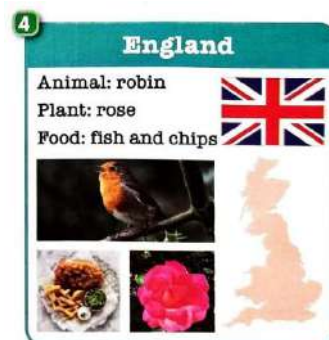 4
England
Animal: robin
Plant: rose
Food: fish and chips